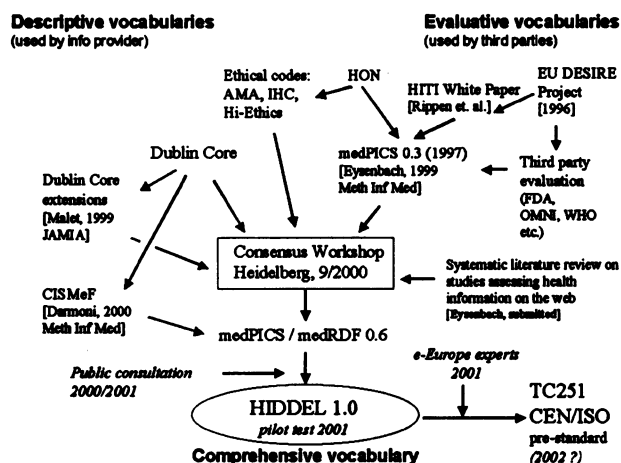 Descriptive vocabularies
(used by info provider)
Evaluative vocabularies
(used by third parties)
Ethical codes:
AMA, IHC,
Hi-Ethics
HON
HITI White Paper
[Rippen et. al.]
EU DESIRE
Project
[1996]
Dublin Core
medPICS 0.3 (1997)
[Eysenbach, 1999
Meth Inf Med]
Third party
evaluation
(FDA,
OMNI, WHO
etc.)
Dublin Core
extensions
[Malet, 1999
JAMIA]
Consensus Workshop
Heidelberg, 9/2000
Systematic literature review on
studies assessing health
information on the web
[Eysenbach, submitted]
CISMeF
[Darmoni, 2000
Meth Inf Med]
medPICS / medRDF 0.6
Public consultation
2000/2001
e-Europe experts
2001
HIDDEL 1.0
pilot test 2001
TC251
CEN/ISO
pre-standard
(2002 ?)
Comprehensive vocabulary